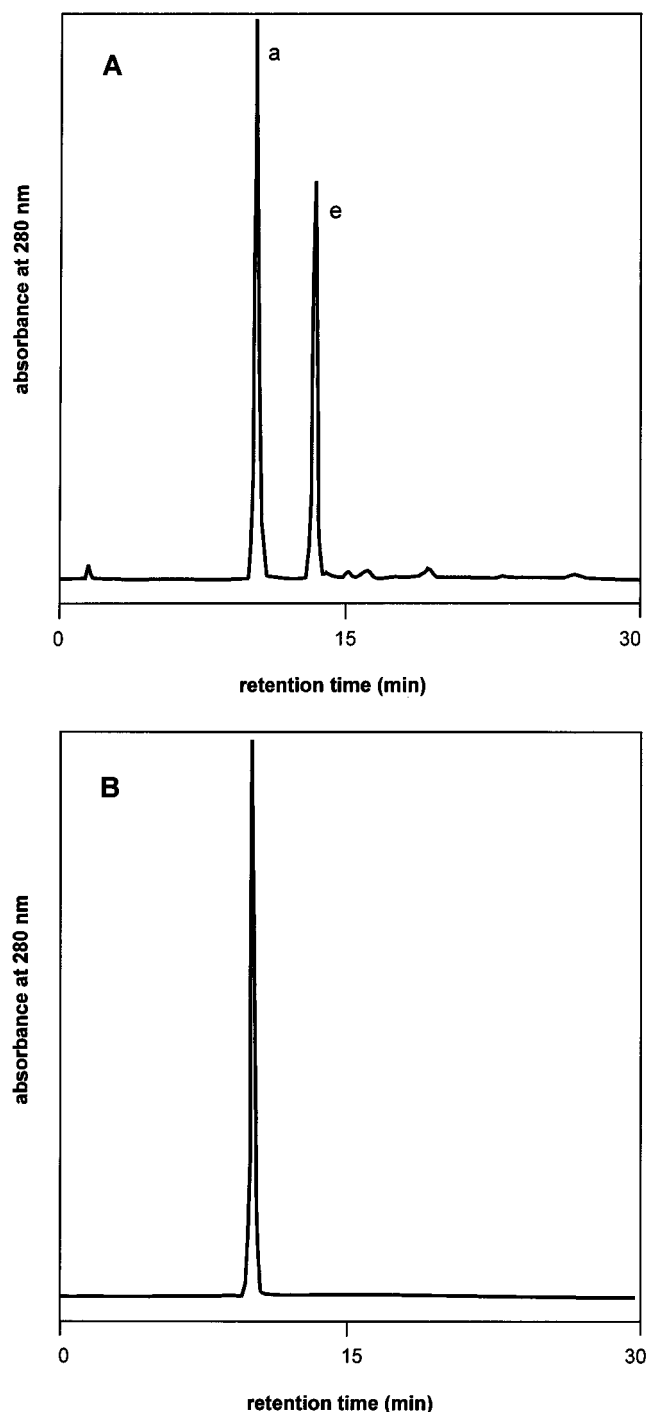 A
a
e
absorbance at 280 nm
0 15 30
retention time (min)
B
absorbance at 280 nm
0 15 30
retention time (min)